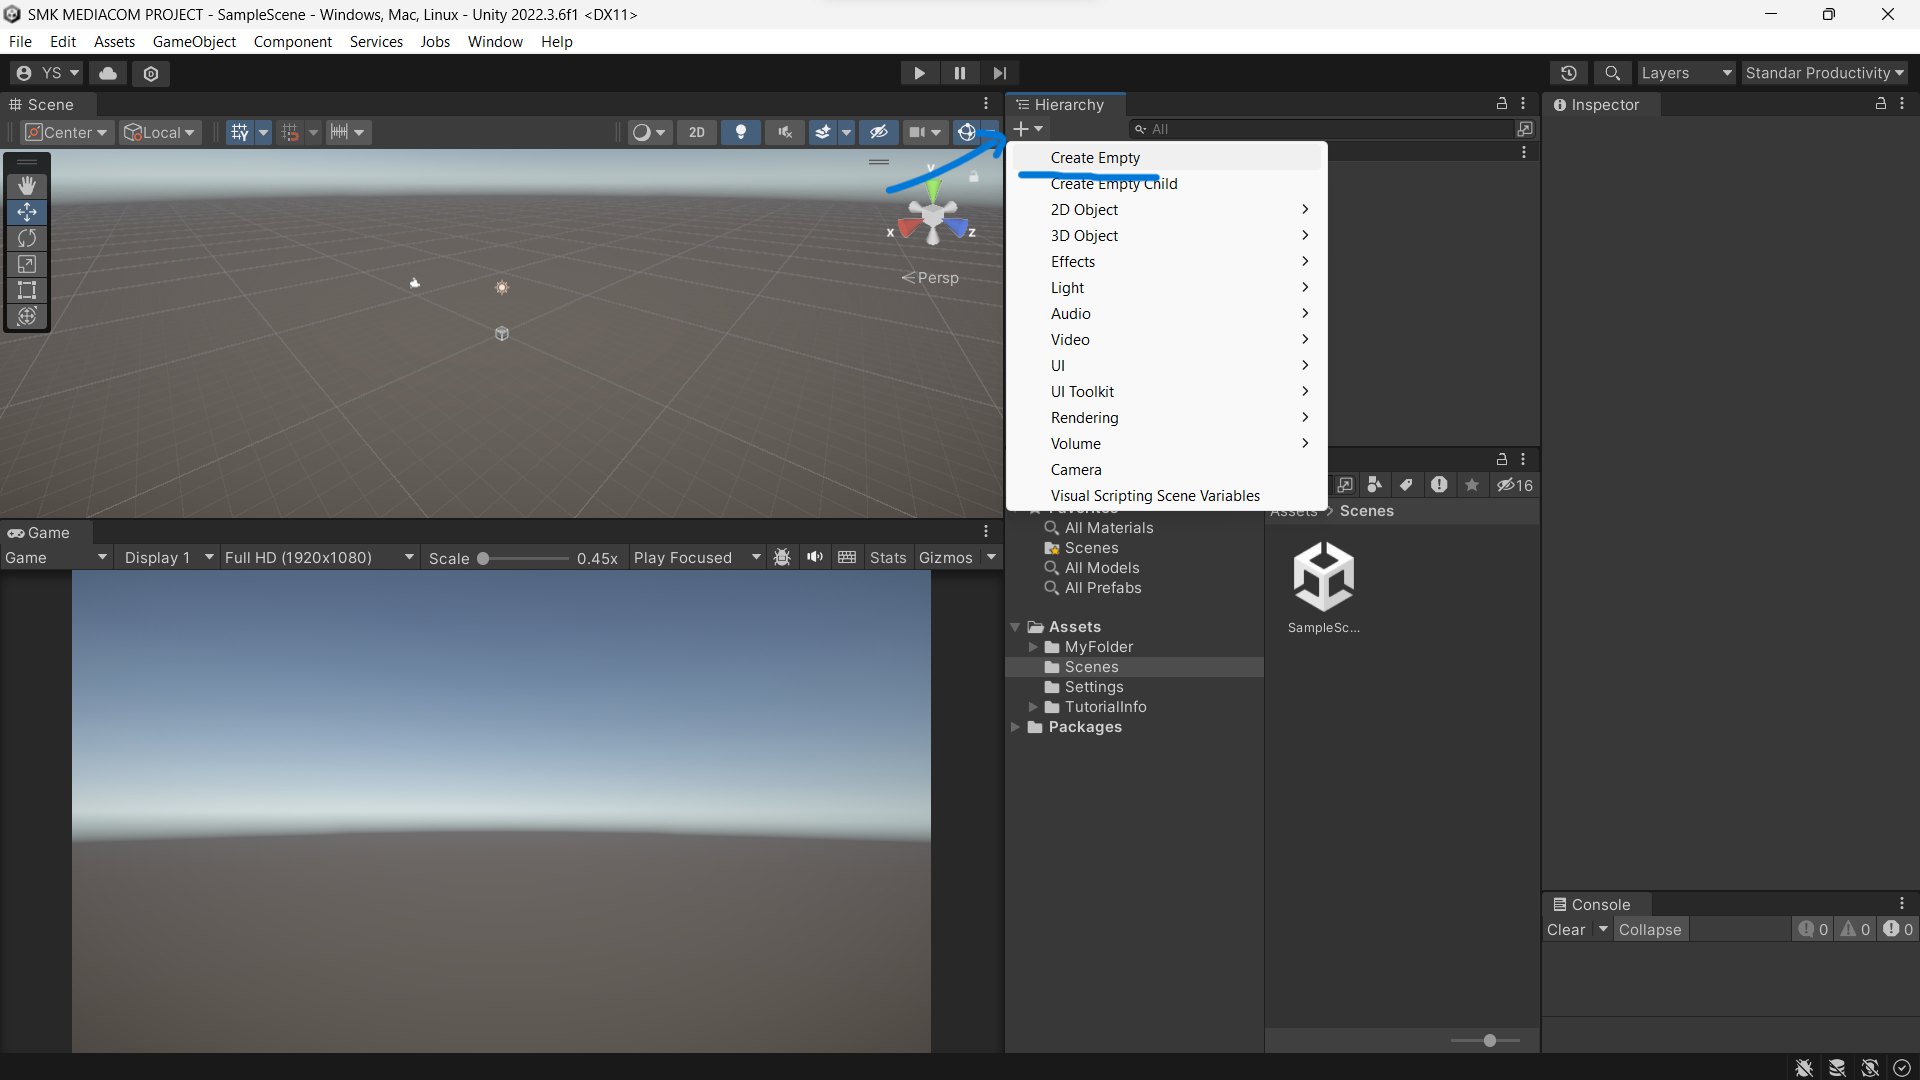 SMK MEDIACOM PROJECT - SampleScene - Windows, Mac, Linux - Unity 2022.3.6f1 <DX11>
File Edit Assets GameObject Component Services Jobs Window Help
YS
Layers
Standar Productivity
Scene
Center
Local
2D
y
x
z
Persp
Hierarchy
All
Create Empty
Create Empty Child
2D Object
3D Object
Effects
Light
Audio
Video
UI
UI Toolkit
Rendering
Volume
Camera
Visual Scripting Scene Variables
Inspector
16
Favorites
All Materials
Scenes
All Models
All Prefabs
Assets
MyFolder
Scenes
Settings
TutorialInfo
Packages
Assets > Scenes
SampleSc...
Game
Game Display 1 Full HD (1920x1080) Scale 0.45x Play Focused Stats Gizmos
Console
Clear Collapse 0 0 0